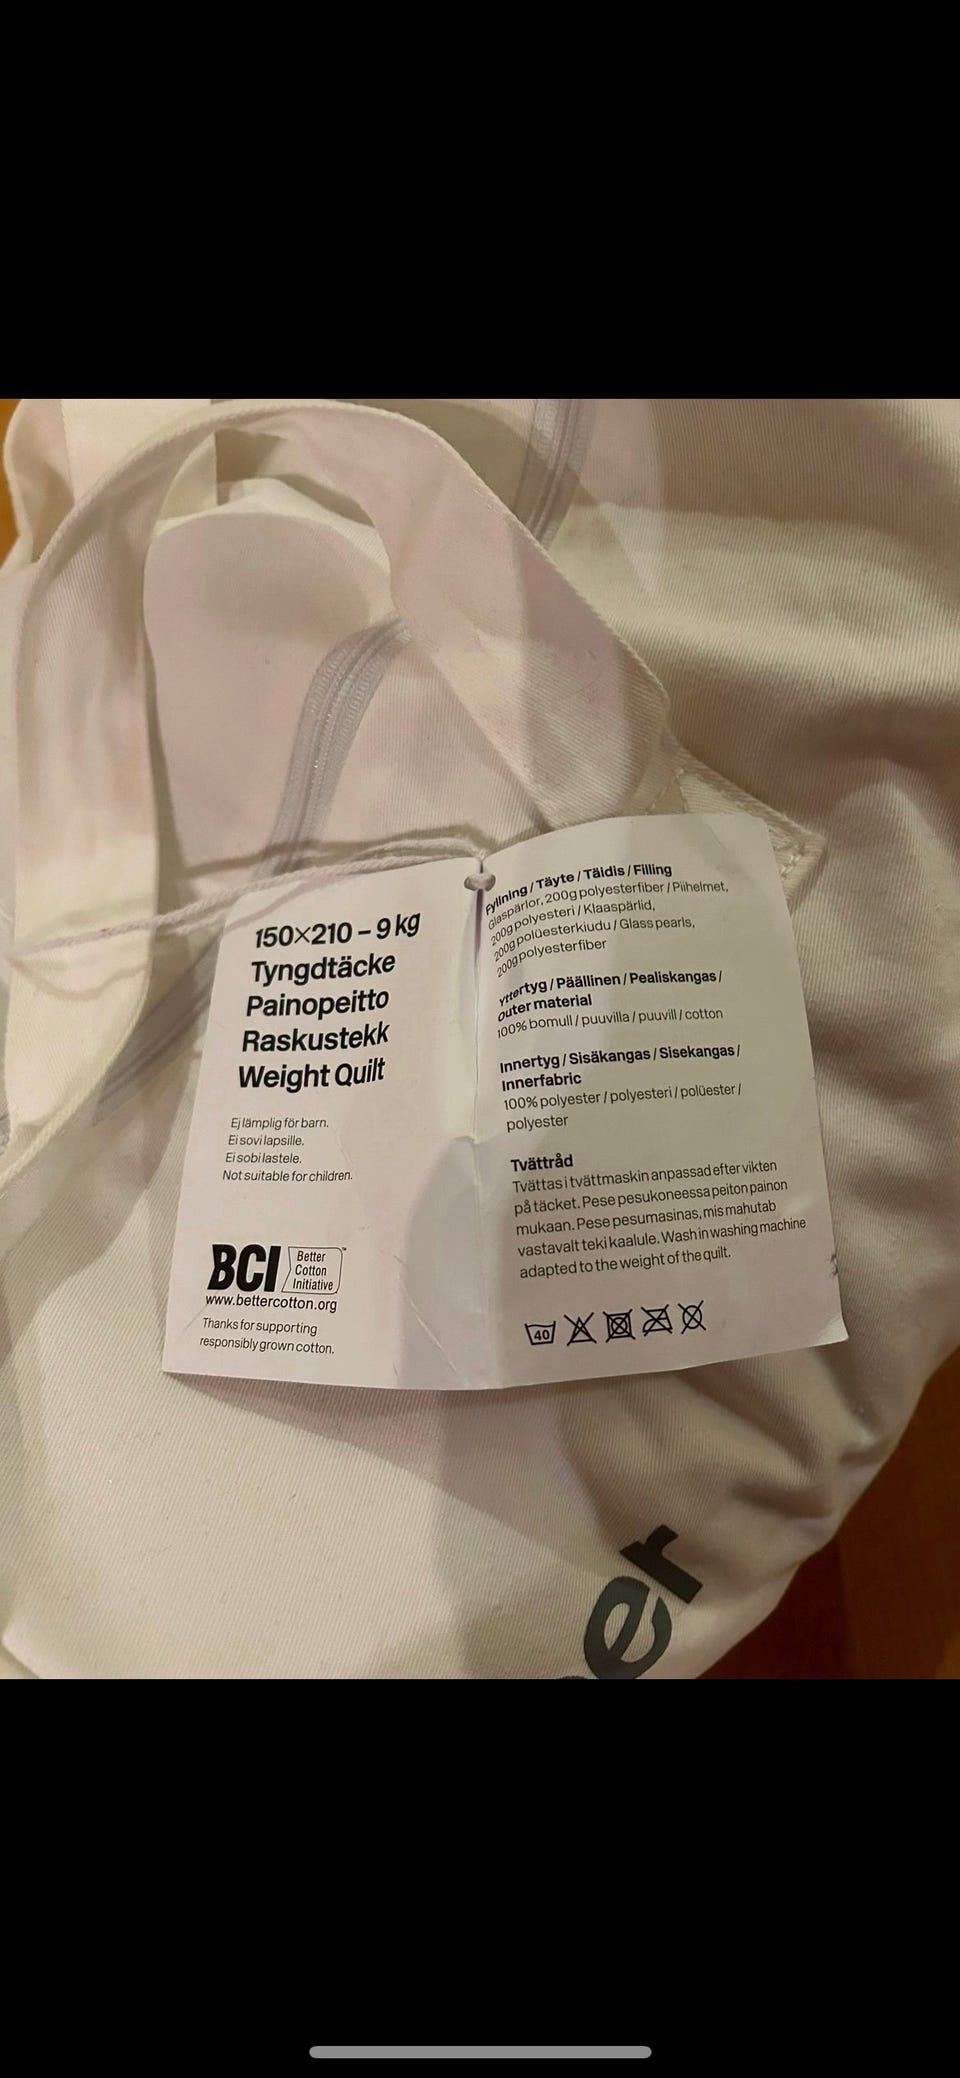 150×210 – 9 kg
Tyngdtäcke
Painopeitto
Raskustekk
Weight Quilt
Ej lämplig för barn.
Ei sovi lapsille.
Ei sobi lastele.
Not suitable for children.
BCI
Better
Cotton
Initiative
™
www.bettercotton.org
Thanks for supporting
responsibly grown cotton.
Fyllning / Täyte / Täidis / Filling
Glaspärlor, 200g polyesterfiber / Piihelmet,
200g polyesteri / Klaaspärlid,
200g polüesterkiudu / Glass pearls,
200g polyesterfiber
Yttertyg / Päällinen / Pealiskangas /
Outer material
100% bomull / puuvilla / puuvill / cotton
Innertyg / Sisäkangas / Sisekangas /
Innerfabric
100% polyester / polyesteri / polüester /
polyester
Tvättråd
Tvättas i tvättmaskin anpassad efter vikten
på täcket. Pese pesukoneessa peiton painon
mukaan. Pese pesumasinas, mis mahutab
vastavalt teki kaalule. Wash in washing machine
adapted to the weight of the quilt.
40
er